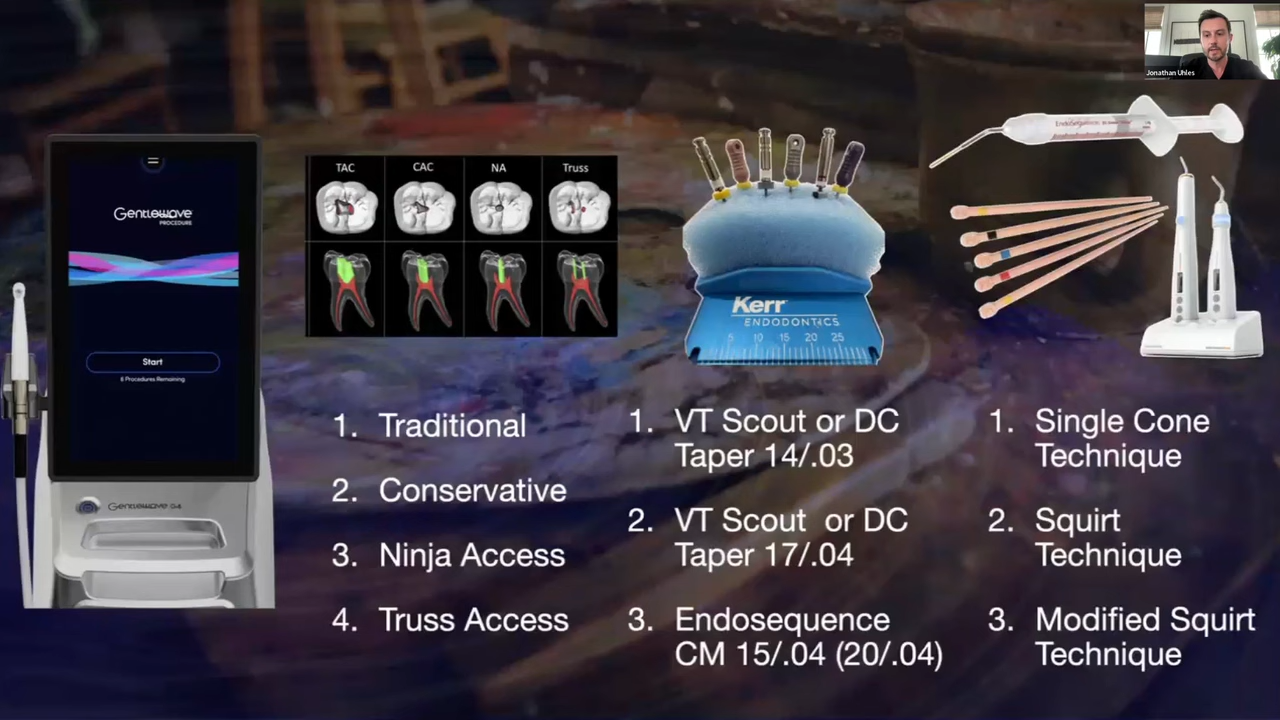 Jonathan Uhles
GentleWave
PROCEDURE
Start
6 Procedures Remaining
GentleWave G4
TAC CAC NA Truss
1. Traditional
2. Conservative
3. Ninja Access
4. Truss Access
Kerr
ENDODONTICS
5 10 15 20 25
1. VT Scout or DC
Taper 14/.03
2. VT Scout or DC
Taper 17/.04
3. Endosequence
CM 15/.04 (20/.04)
1. Single Cone
Technique
2. Squirt
Technique
3. Modified Squirt
Technique